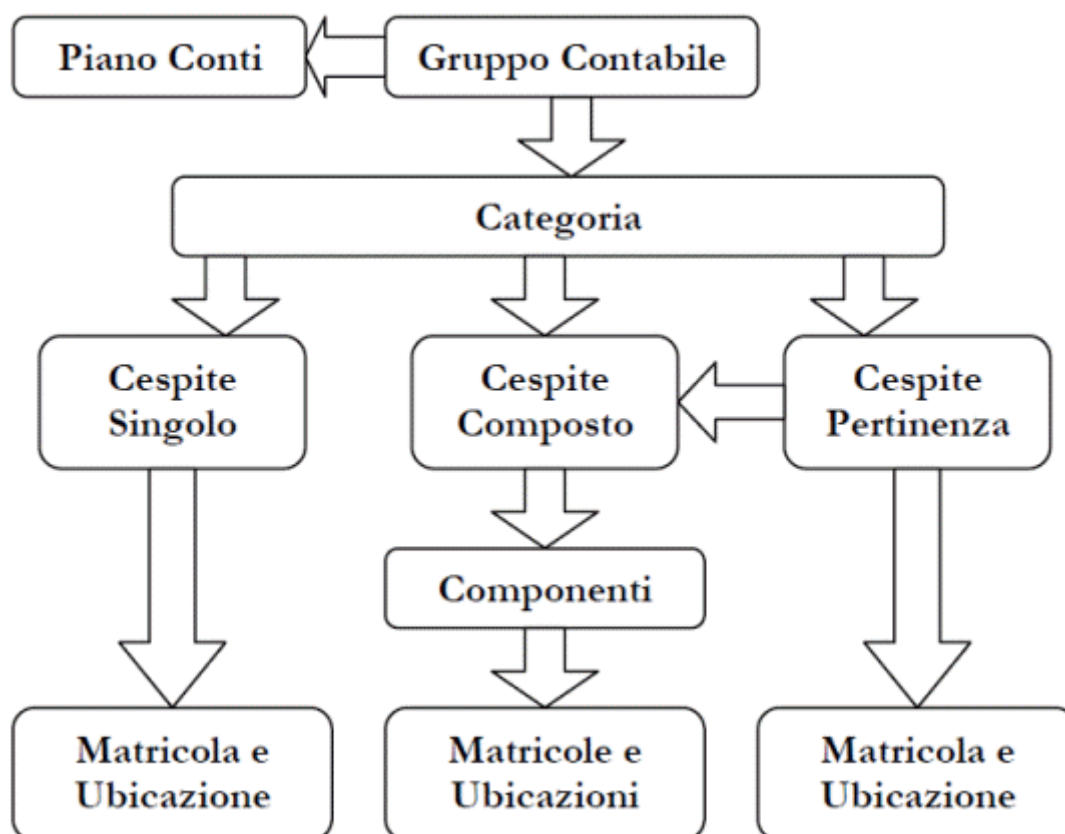 Piano Conti
Gruppo Contabile
Categoria
Cespite
Singolo
Cespite
Composto
Cespite
Pertinenza
Componenti
Matricola e
Ubicazione
Matricole e
Ubicazioni
Matricola e
Ubicazione